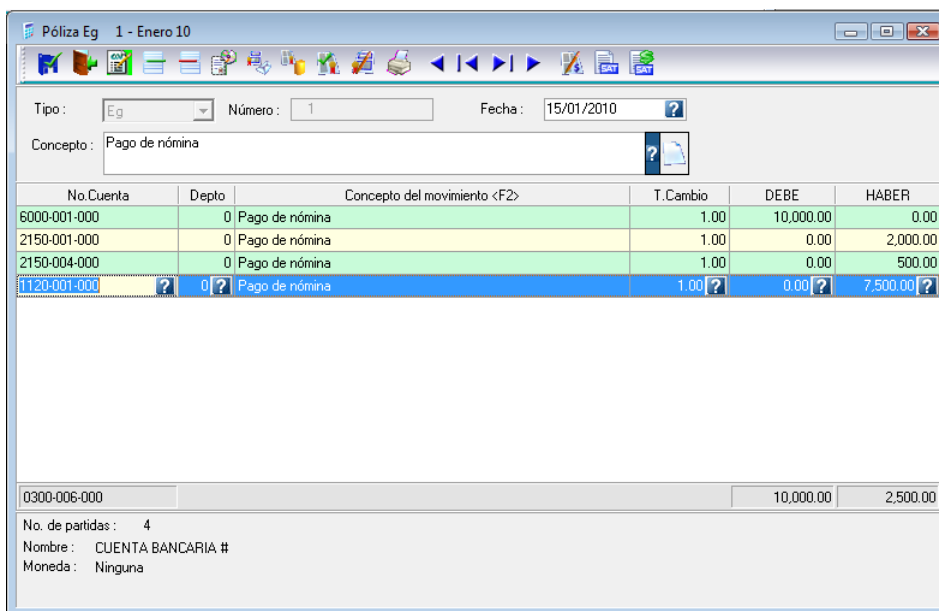 Póliza Eg 1 - Enero 10
SAT SAT
Tipo : Eg Número : 1 Fecha : 15/01/2010 ?
Concepto : Pago de nómina ?
No.Cuenta Depto Concepto del movimiento <F2> T.Cambio DEBE HABER
6000-001-000 0 Pago de nómina 1.00 10,000.00 0.00
2150-001-000 0 Pago de nómina 1.00 0.00 2,000.00
2150-004-000 0 Pago de nómina 1.00 0.00 500.00
1120-001-000 ? 0 ? Pago de nómina 1.00 ? 0.00 ? 7,500.00 ?
0300-006-000 10,000.00 2,500.00
No. de partidas : 4
Nombre : CUENTA BANCARIA #
Moneda : Ninguna